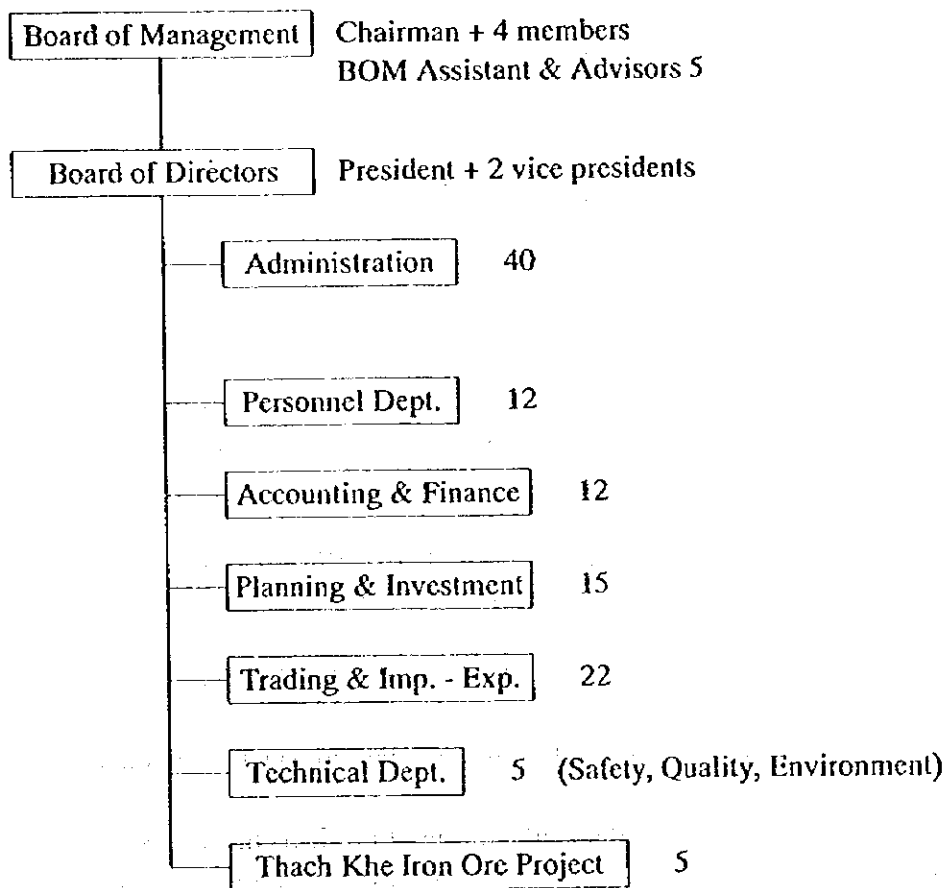 Board of Management Chairman + 4 members
BOM Assistant & Advisors 5
Board of Directors President + 2 vice presidents
Administration 40
Personnel Dept. 12
Accounting & Finance 12
Planning & Investment 15
Trading & Imp. - Exp. 22
Technical Dept. 5 (Safety, Quality, Environment)
Thach Khe Iron Ore Project 5